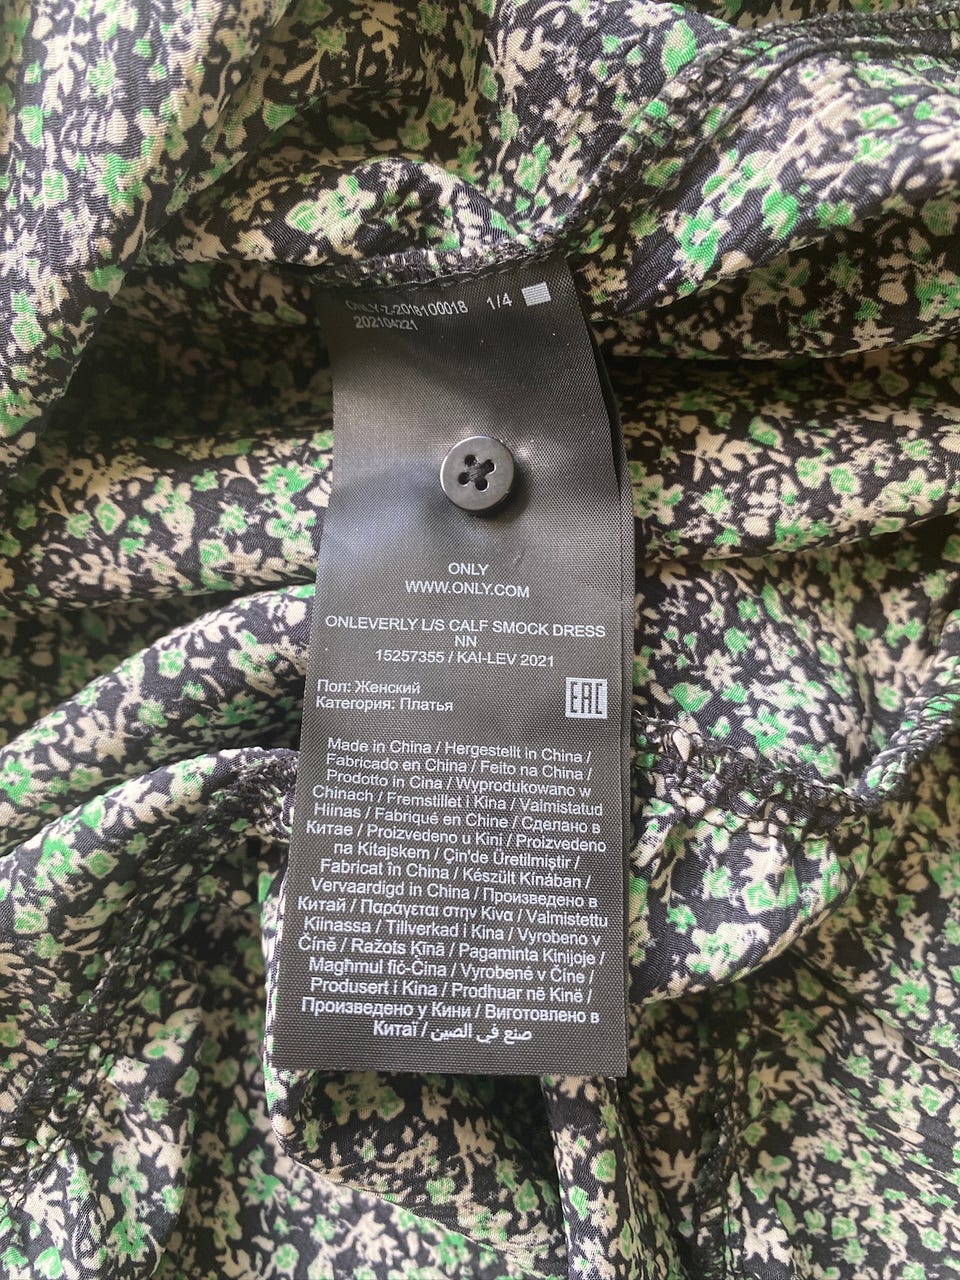 ONLY-Z-2018100018 1/4
202104221
ONLY
WWW.ONLY.COM
ONLEVERLY L/S CALF SMOCK DRESS
NN
15257355 / KAI-LEV 2021
Пол: Женский
Категория: Платья
EAC
Made in China / Hergestellt in China /
Fabricado en China / Feito na China /
Prodotto in Cina / Wyprodukowano w
Chinach / Fremstillet i Kina / Valmistatud
Hiinas / Fabriqué en Chine / Сделано в
Китае / Proizvedeno u Kini / Proizvedeno
na Kitajskem / Çin'de Üretilmiştir /
Fabricat în China / Készült Kínában /
Vervaardigd in China / Произведено в
Китай / Παράγεται στην Κίνα / Valmistettu
Kiinassa / Tillverkad i Kina / Vyrobeno v
Číně / Ražots Ķīnā / Pagaminta Kinijoje /
Magħmul fiċ-Ċina / Vyrobené v Číne /
Produsert i Kina / Prodhuar në Kinë /
Произведено у Кини / Виготовлено в
Китаї / صنع في الصين